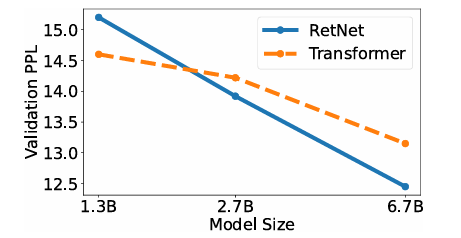 Validation PPL
15.0
14.5
14.0
13.5
13.0
12.5
RetNet
Transformer
1.3B 2.7B 6.7B
Model Size